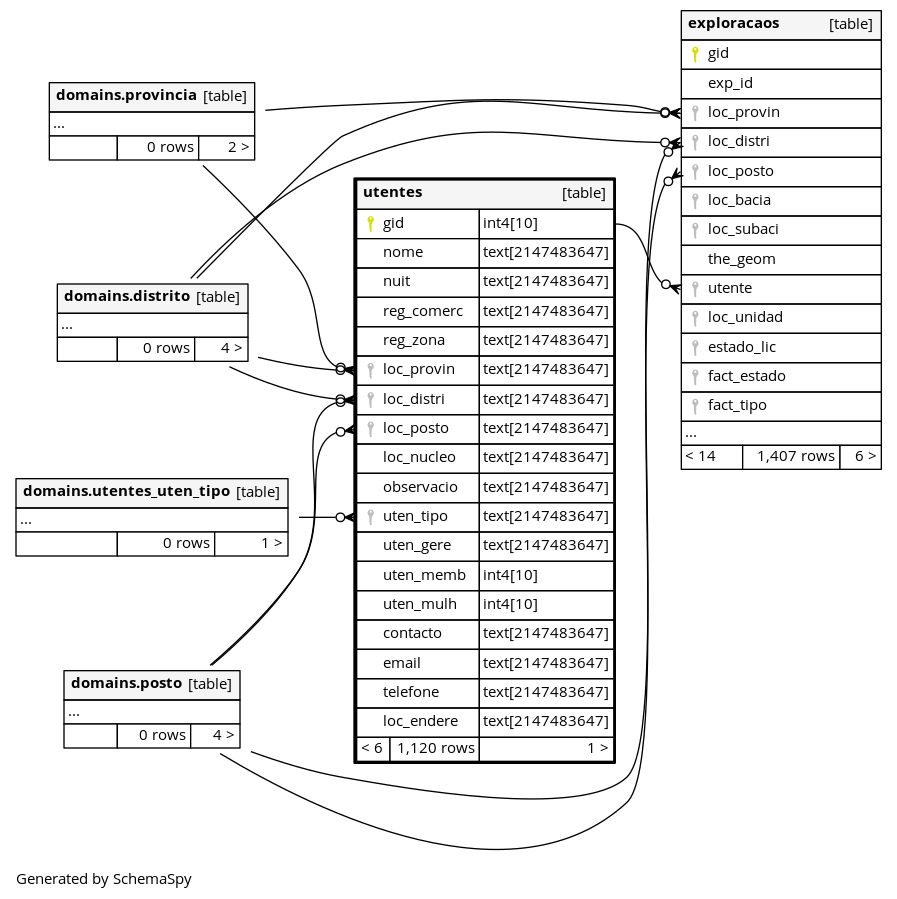 exploracaos [table]
gid
exp_id
loc_provin
loc_distri
loc_posto
loc_bacia
loc_subaci
the_geom
utente
loc_unidad
estado_lic
fact_estado
fact_tipo
...
< 14 1,407 rows 6 >
domains.provincia [table]
...
0 rows 2 >
utentes [table]
gid int4[10]
nome text[2147483647]
nuit text[2147483647]
reg_comerc text[2147483647]
reg_zona text[2147483647]
loc_provin text[2147483647]
loc_distri text[2147483647]
loc_posto text[2147483647]
loc_nucleo text[2147483647]
observacio text[2147483647]
uten_tipo text[2147483647]
uten_gere text[2147483647]
uten_memb int4[10]
uten_mulh int4[10]
contacto text[2147483647]
email text[2147483647]
telefone text[2147483647]
loc_endere text[2147483647]
< 6 1,120 rows 1 >
domains.distrito [table]
...
0 rows 4 >
domains.utentes_uten_tipo [table]
...
0 rows 1 >
domains.posto [table]
...
0 rows 4 >
Generated by SchemaSpy